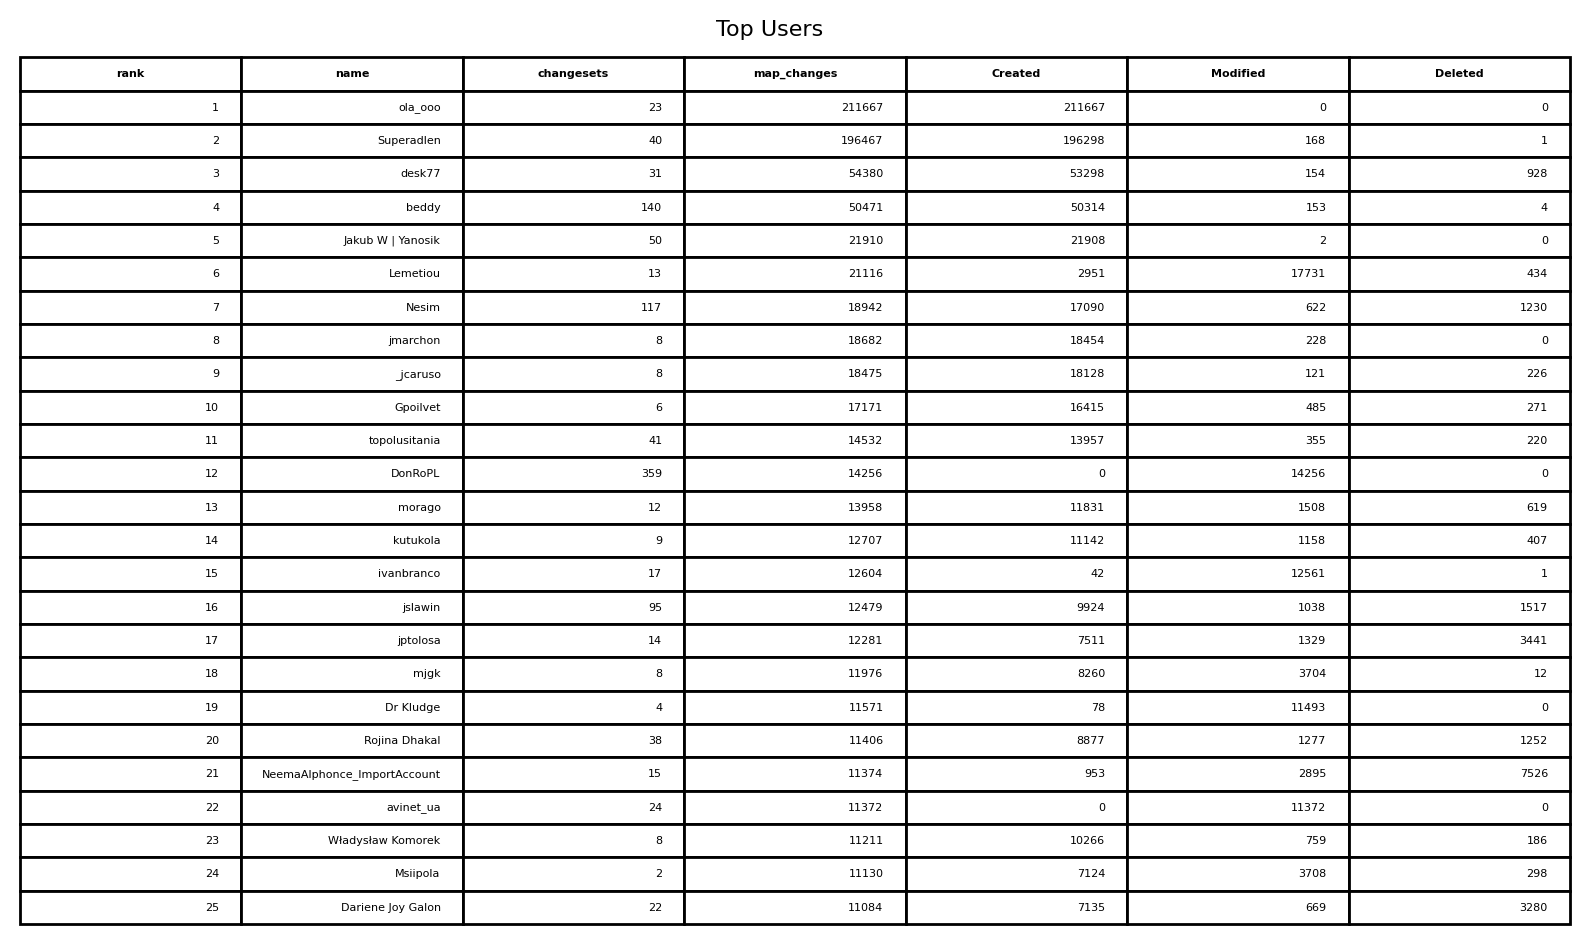 Top Users
rank name changesets map_changes Created Modified Deleted
1 ola_ooo 23 211667 211667 0 0
2 Superadlen 40 196467 196298 168 1
3 desk77 31 54380 53298 154 928
4 beddy 140 50471 50314 153 4
5 Jakub W | Yanosik 50 21910 21908 2 0
6 Lemetiou 13 21116 2951 17731 434
7 Nesim 117 18942 17090 622 1230
8 jmarchon 8 18682 18454 228 0
9 _jcaruso 8 18475 18128 121 226
10 Gpoilvet 6 17171 16415 485 271
11 topolusitania 41 14532 13957 355 220
12 DonRoPL 359 14256 0 14256 0
13 morago 12 13958 11831 1508 619
14 kutukola 9 12707 11142 1158 407
15 ivanbranco 17 12604 42 12561 1
16 jslawin 95 12479 9924 1038 1517
17 jptolosa 14 12281 7511 1329 3441
18 mjgk 8 11976 8260 3704 12
19 Dr Kludge 4 11571 78 11493 0
20 Rojina Dhakal 38 11406 8877 1277 1252
21 NeemaAlphonce_ImportAccount 15 11374 953 2895 7526
22 avinet_ua 24 11372 0 11372 0
23 Władysław Komorek 8 11211 10266 759 186
24 Msiipola 2 11130 7124 3708 298
25 Dariene Joy Galon 22 11084 7135 669 3280